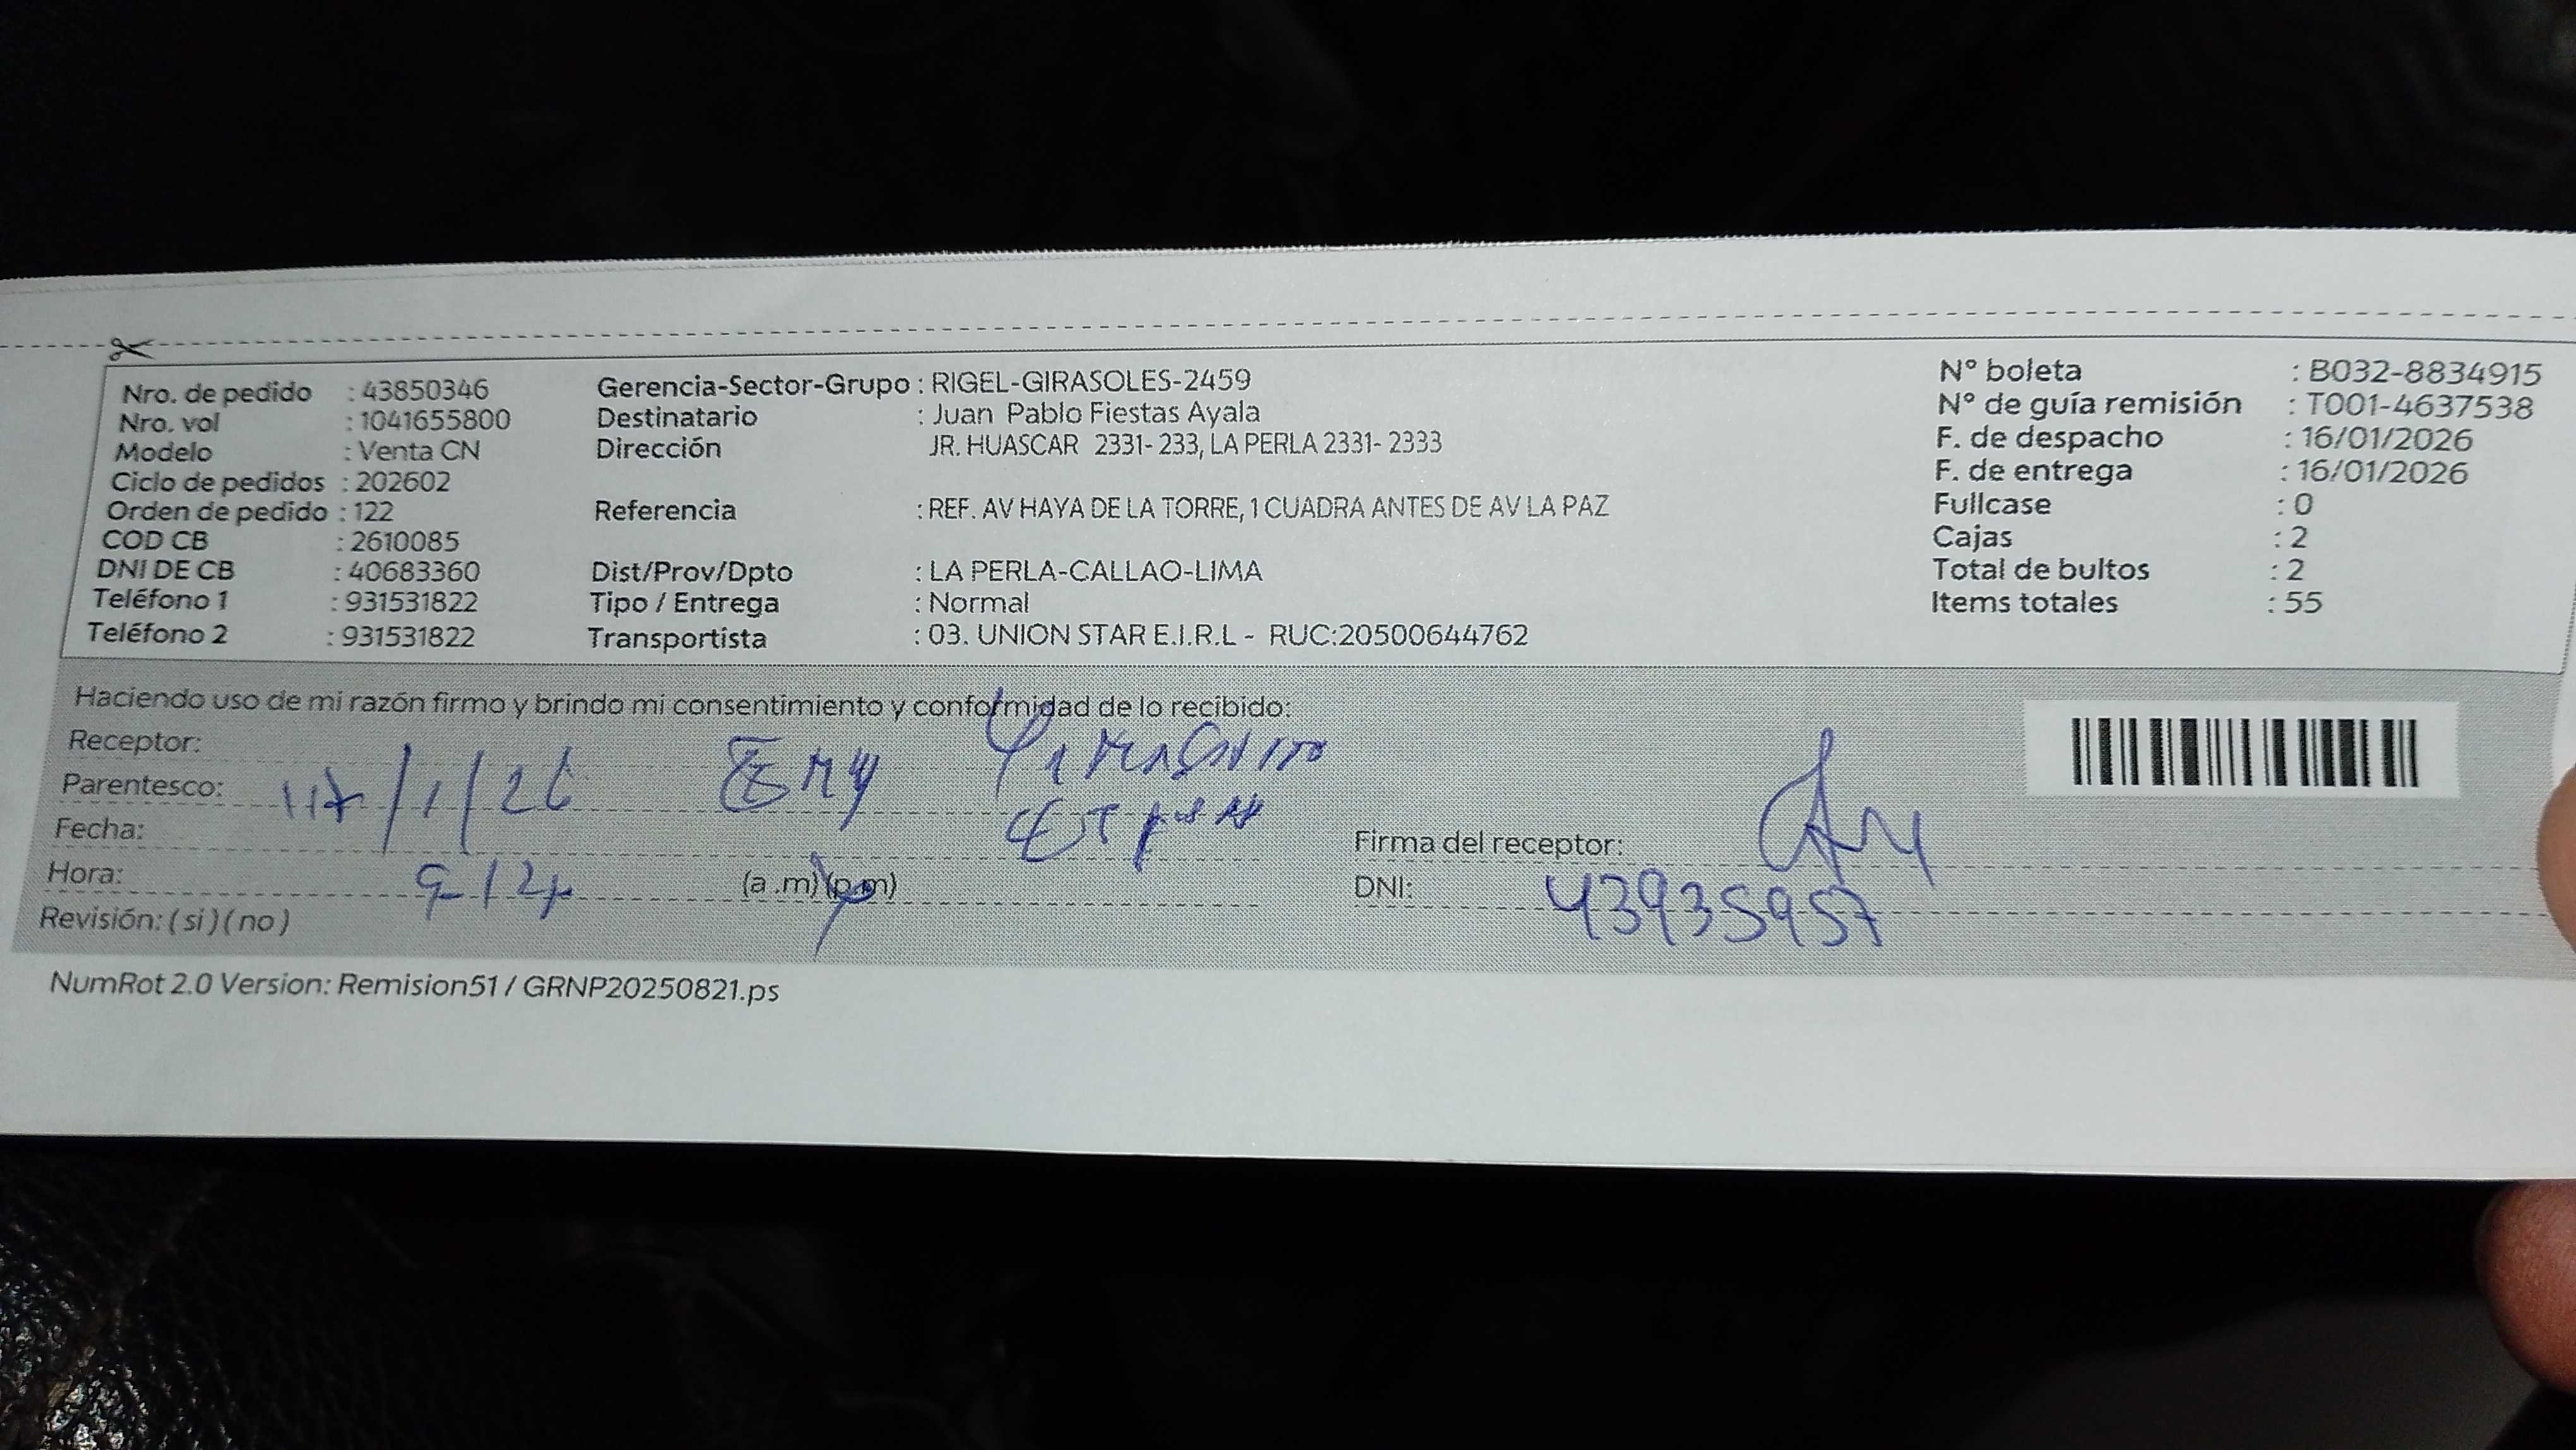 Nro. de pedido : 43850346
Nro. vol : 1041655800
Modelo : Venta CN
Ciclo de pedidos : 202602
Orden de pedido : 122
COD CB : 2610085
DNI DE CB : 40683360
Teléfono 1 : 931531822
Teléfono 2 : 931531822
Gerencia-Sector-Grupo : RIGEL-GIRASOLES-2459
Destinatario : Juan Pablo Fiestas Ayala
Dirección JR. HUASCAR 2331- 233, LA PERLA 2331- 2333
Referencia : REF. AV HAYA DE LA TORRE, 1 CUADRA ANTES DE AV LA PAZ
Dist/Prov/Dpto : LA PERLA-CALLAO-LIMA
Tipo / Entrega : Normal
Transportista : 03. UNION STAR E.I.R.L - RUC:20500644762
N° boleta : B032-8834915
N° de guía remisión : T001-4637538
F. de despacho : 16/01/2026
F. de entrega : 16/01/2026
Fullcase : 0
Cajas : 2
Total de bultos : 2
Items totales : 55
Haciendo uso de mi razón firmo y brindo mi consentimiento y conformidad de lo recibido:
Receptor:
Parentesco: 17/1/26
Fecha:
Hora: (a .m) (p.m)
Revisión: ( si ) ( no )
Firma del receptor:
DNI: 43935957
NumRot 2.0 Version: Remision51 / GRNP20250821.ps